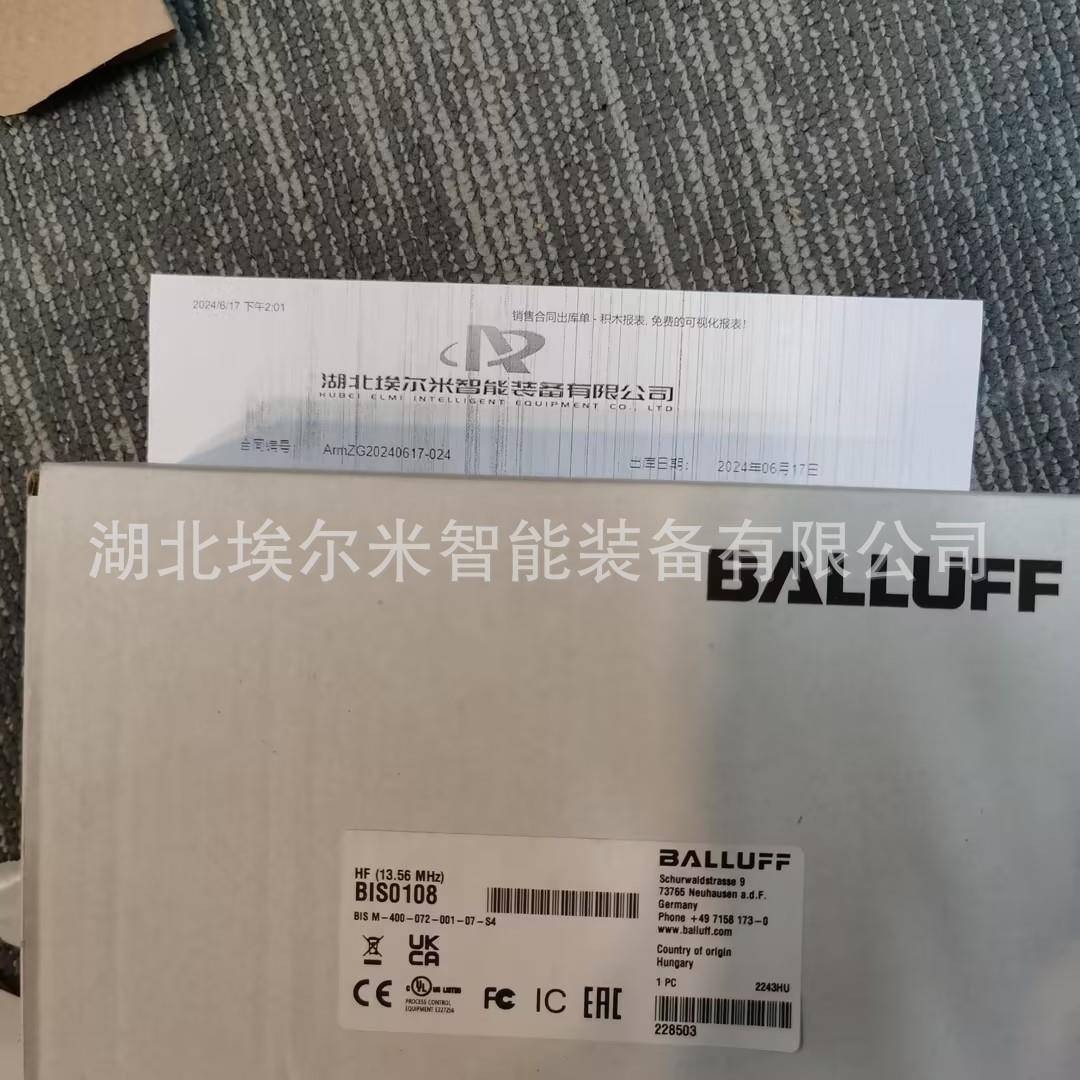 2024/6/17 下午2:01
销售合同出库单 - 积木报表, 免费的可视化报表!
湖北埃尔米智能装备有限公司
HUBEI ELMI INTELLIGENT EQUIPMENT CO., LTD
合同编号: ArmZG20240617-024
出库日期: 2024年06月17日
湖北埃尔米智能装备有限公司
BALLUFF
HF (13.56 MHz)
BIS0108
BIS M-400-072-001-07-S4
UK
CA
CE
C UL US LISTED
PROCESS CONTROL
EQUIPMENT E227256
FC
IC
EAC
BALLUFF
Schurwaldstrasse 9
73765 Neuhausen a.d.F.
Germany
Phone +49 7158 173-0
www.balluff.com
Country of origin
Hungary
1 PC 2243HU
228503